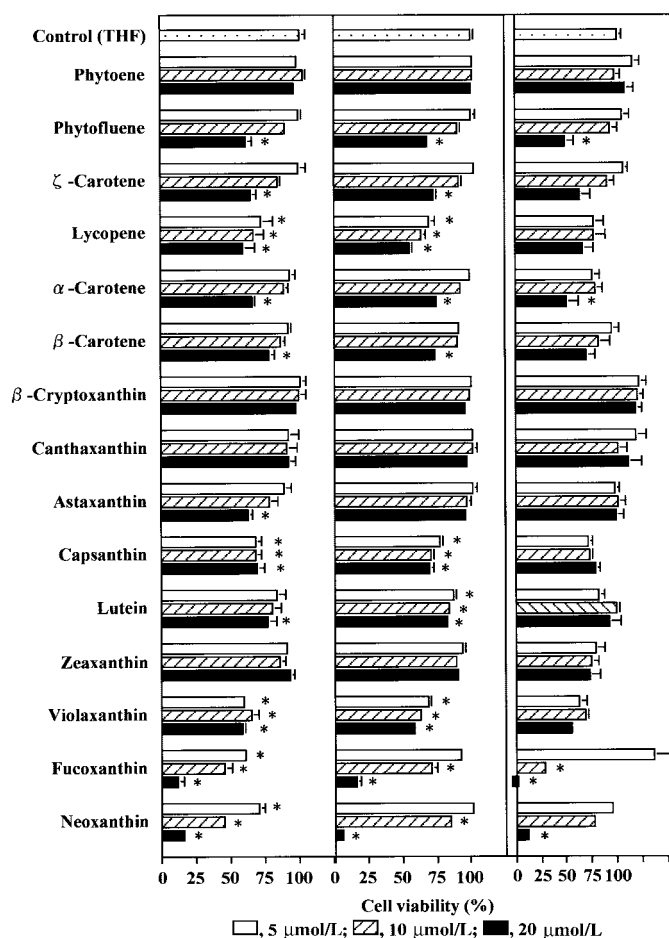 Control (THF)
Phytoene
Phytofluene
*
*
*
ζ -Carotene
*
*
Lycopene
*
*
*
*
*
*
α-Carotene
*
*
*
β-Carotene
*
*
β-Cryptoxanthin
Canthaxanthin
Astaxanthin
*
Capsanthin
*
*
*
*
*
*
Lutein
*
*
*
*
Zeaxanthin
Violaxanthin
*
*
*
*
*
*
Fucoxanthin
*
*
*
*
*
*
Neoxanthin
*
*
*
*
*
*
0 25 50 75 100 0 25 50 75 100 0 25 50 75 100
Cell viability (%)
, 5 μmol/L; , 10 μmol/L; , 20 μmol/L